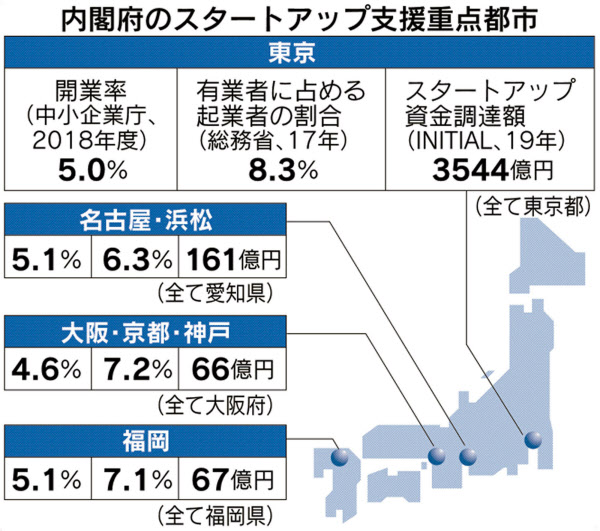 内閣府のスタートアップ支援重点都市
東京
開業率
(中小企業庁、
2018年度)
5.0%
有業者に占める
起業者の割合
(総務省、17年)
8.3%
スタートアップ
資金調達額
(INITIAL、19年)
3544億円
(全て東京都)
名古屋・浜松
5.1% 6.3% 161億円
(全て愛知県)
大阪・京都・神戸
4.6% 7.2% 66億円
(全て大阪府)
福岡
5.1% 7.1% 67億円
(全て福岡県)